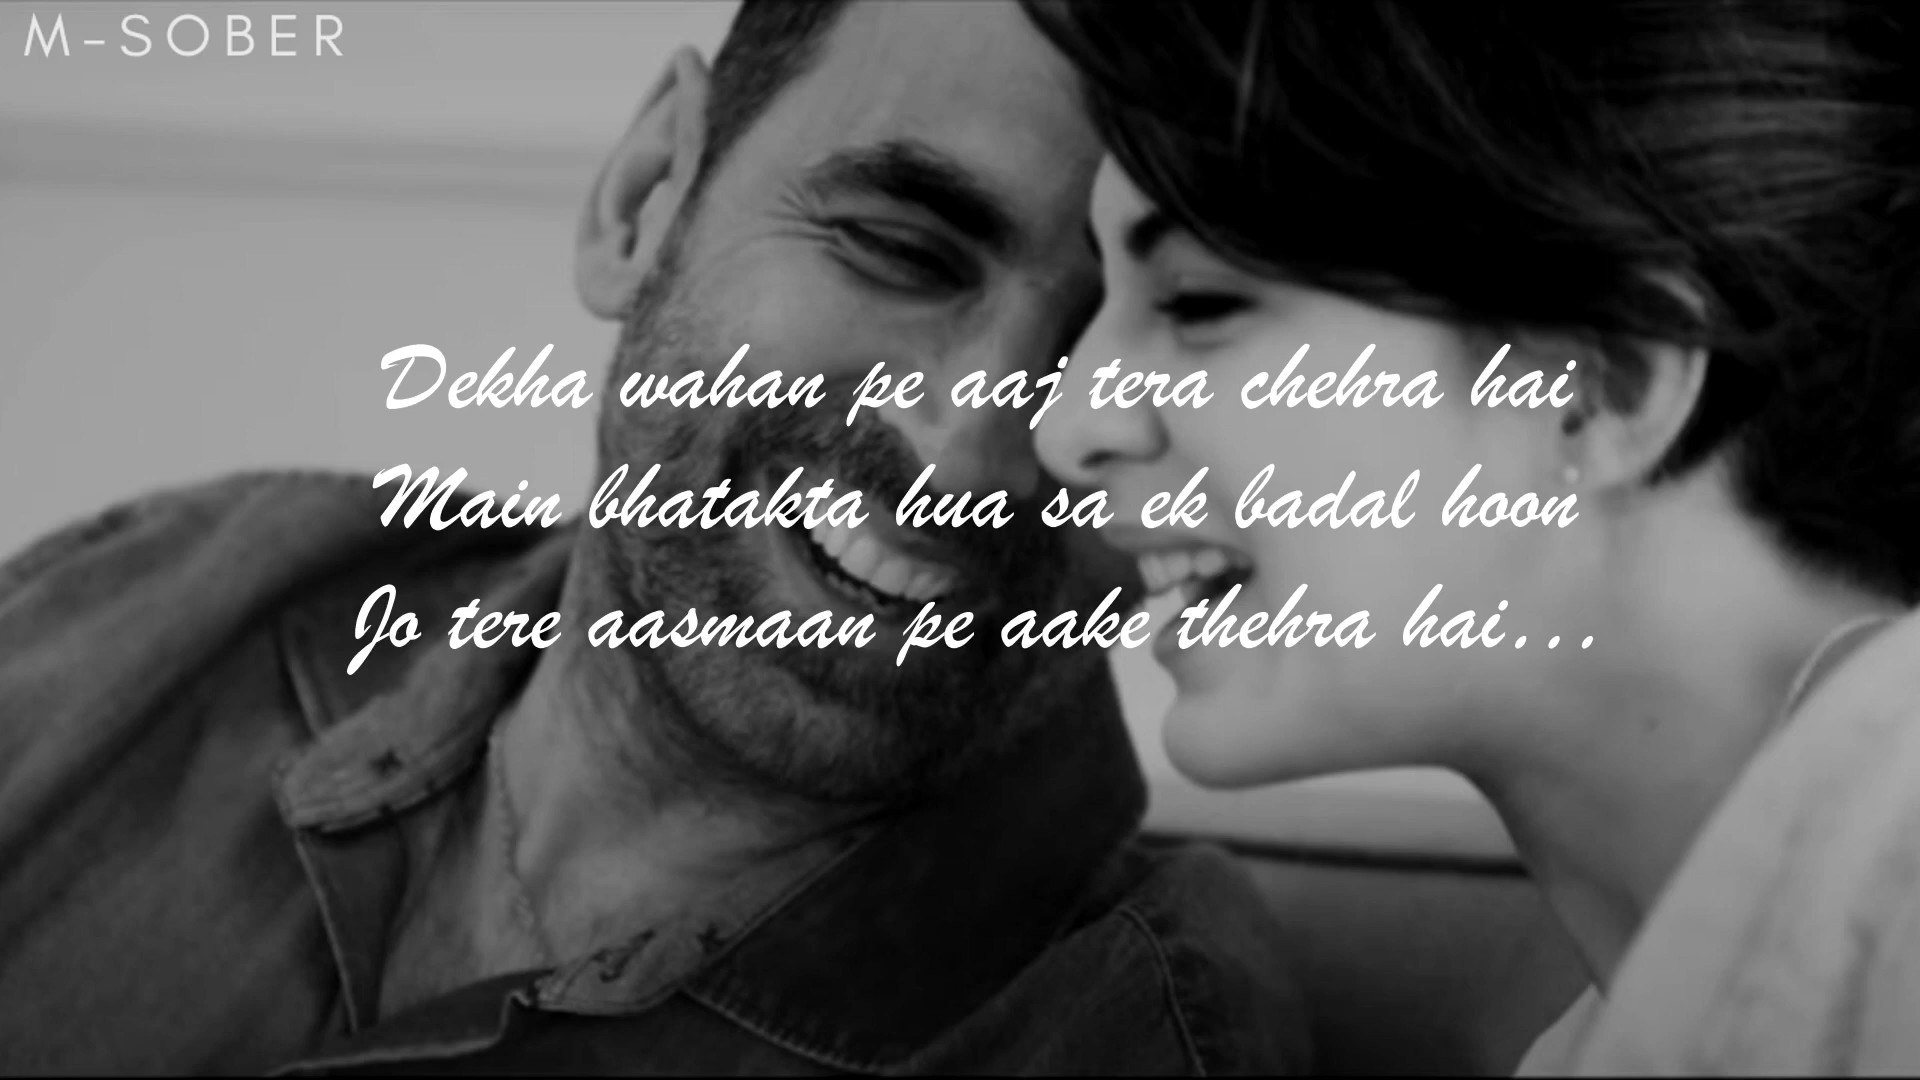 M-SOBER
Dekha wahan pe aaj tera chehra hai
Main bhatakta hua sa ek badal hoon
Jo tere aasmaan pe aake thehra hai...